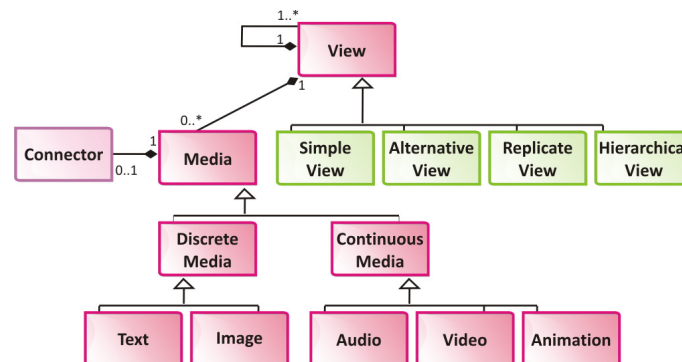 1..*
1
View
1
0..*
1
Connector
0..1
Media
Simple
View
Alternative
View
Replicate
View
Hierarchica
View
Discrete
Media
Continuous
Media
Text
Image
Audio
Video
Animation